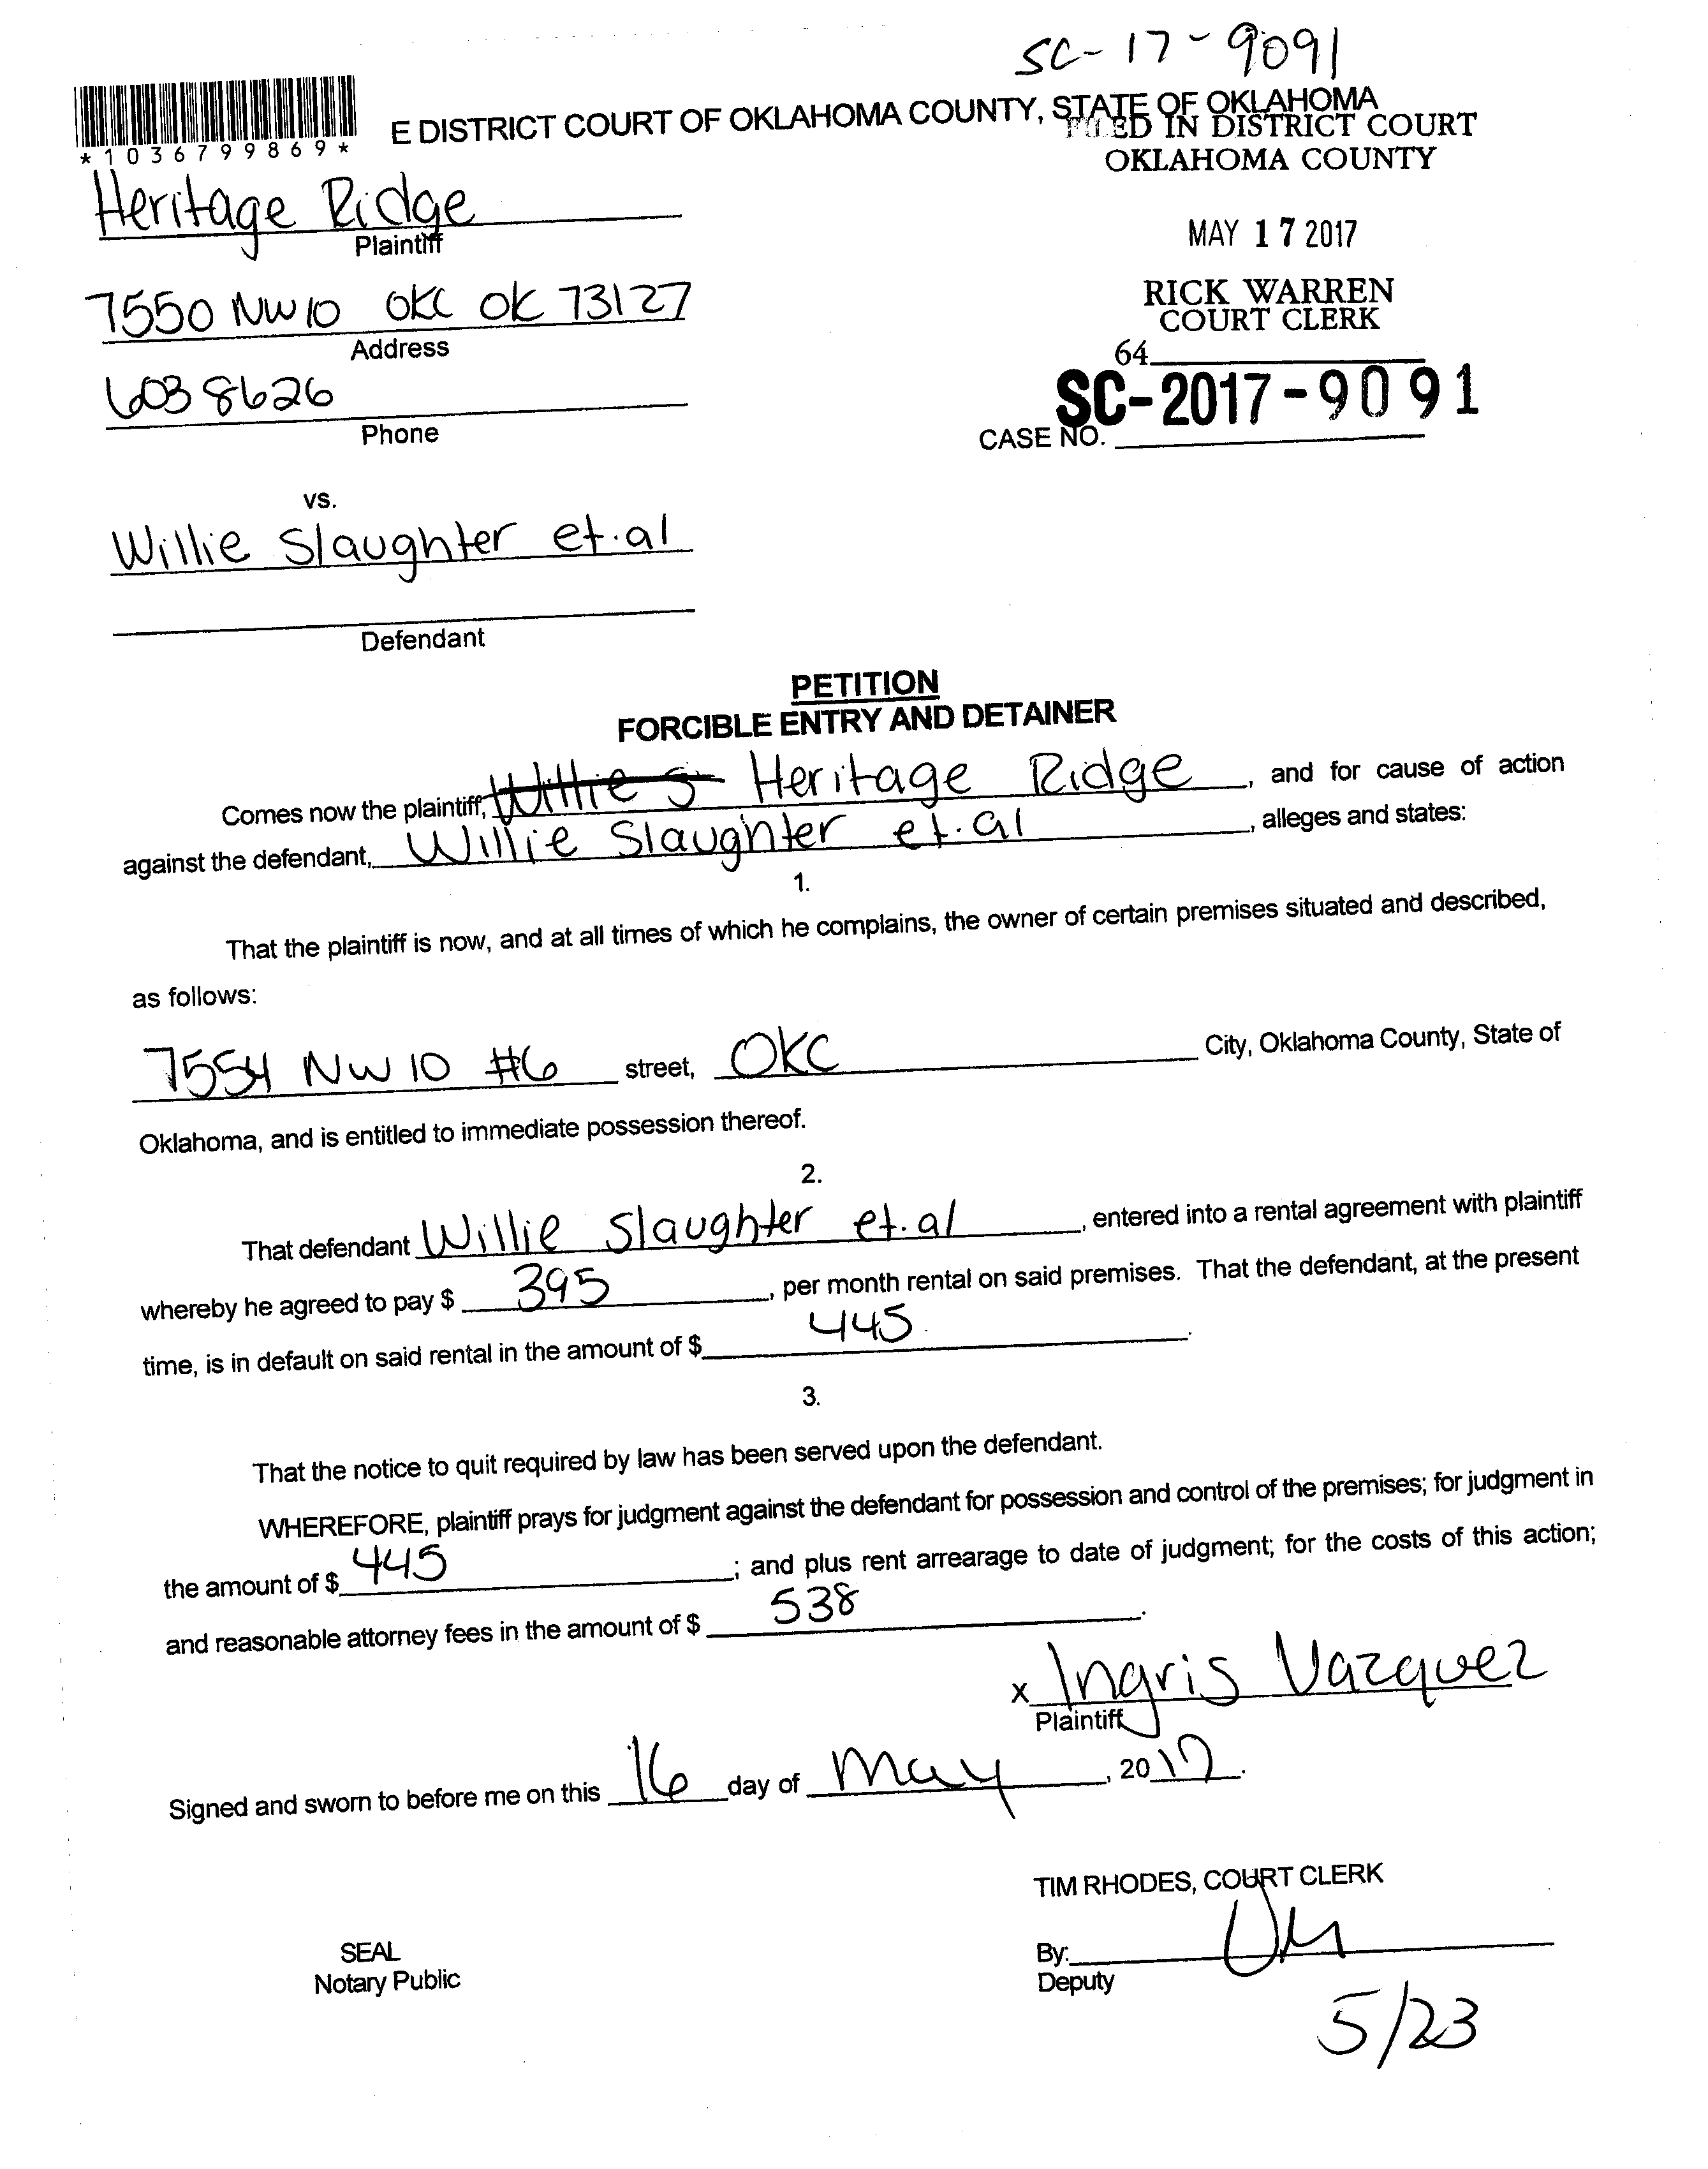 SC-17-9091
*1036799869*
E DISTRICT COURT OF OKLAHOMA COUNTY, STATE OF OKLAHOMA
FILED IN DISTRICT COURT
OKLAHOMA COUNTY
Heritage Ridge
Plaintiff
MAY 17 2017
7550 NW 10 OKC OK 73127
Address
RICK WARREN
COURT CLERK
64
603 8626
Phone
SC-2017-9091
CASE NO.
vs.
Willie Slaughter et.al
Defendant
PETITION
FORCIBLE ENTRY AND DETAINER
Comes now the plaintiff, Willie S Heritage Ridge, and for cause of action
against the defendant, Willie Slaughter et.al, alleges and states:
1.
That the plaintiff is now, and at all times of which he complains, the owner of certain premises situated and described,
as follows:
7554 NW 10 #6 street, OKC City, Oklahoma County, State of
Oklahoma, and is entitled to immediate possession thereof.
2.
That defendant Willie Slaughter et.al, entered into a rental agreement with plaintiff
whereby he agreed to pay $ 395, per month rental on said premises. That the defendant, at the present
time, is in default on said rental in the amount of $ 445.
3.
That the notice to quit required by law has been served upon the defendant.
WHEREFORE, plaintiff prays for judgment against the defendant for possession and control of the premises; for judgment in
the amount of $ 445; and plus rent arrearage to date of judgment; for the costs of this action;
and reasonable attorney fees in the amount of $ 538.
x Ingris Vazquez
Plaintiff
Signed and sworn to before me on this 16 day of May, 2017.
TIM RHODES, COURT CLERK
SEAL
Notary Public
By:
Deputy
5/23